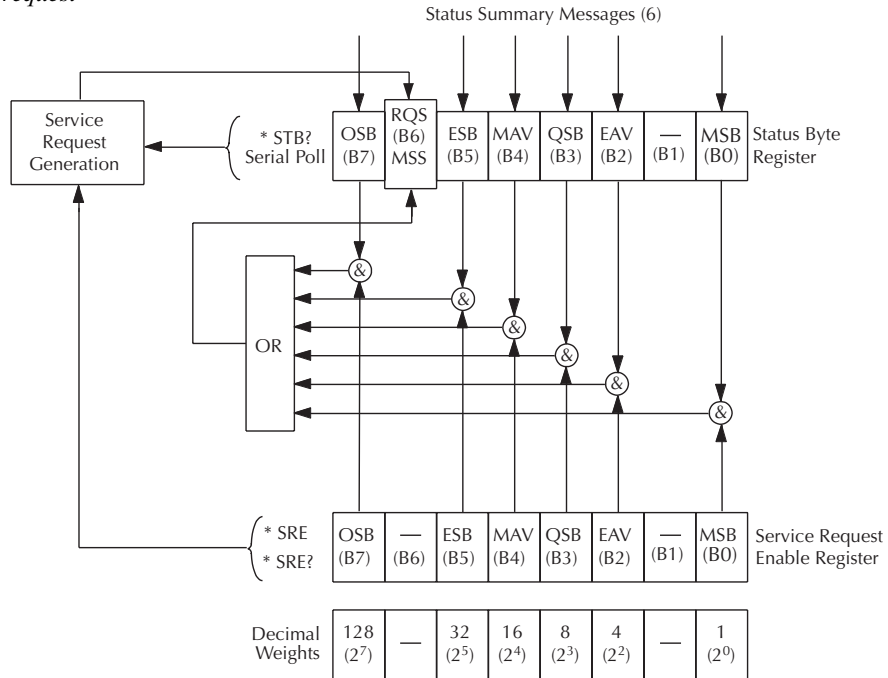 request
Status Summary Messages (6)
Service
Request
Generation
* STB?
Serial Poll
OSB
(B7)
RQS
(B6)
MSS
ESB
(B5)
MAV
(B4)
QSB
(B3)
EAV
(B2)
—
(B1)
MSB
(B0)
Status Byte
Register
&
&
&
&
&
&
OR
* SRE
* SRE?
OSB
(B7)
—
(B6)
ESB
(B5)
MAV
(B4)
QSB
(B3)
EAV
(B2)
—
(B1)
MSB
(B0)
Service Request
Enable Register
Decimal
Weights
128
(2⁷)
—
32
(2⁵)
16
(2⁴)
8
(2³)
4
(2²)
—
1
(2⁰)